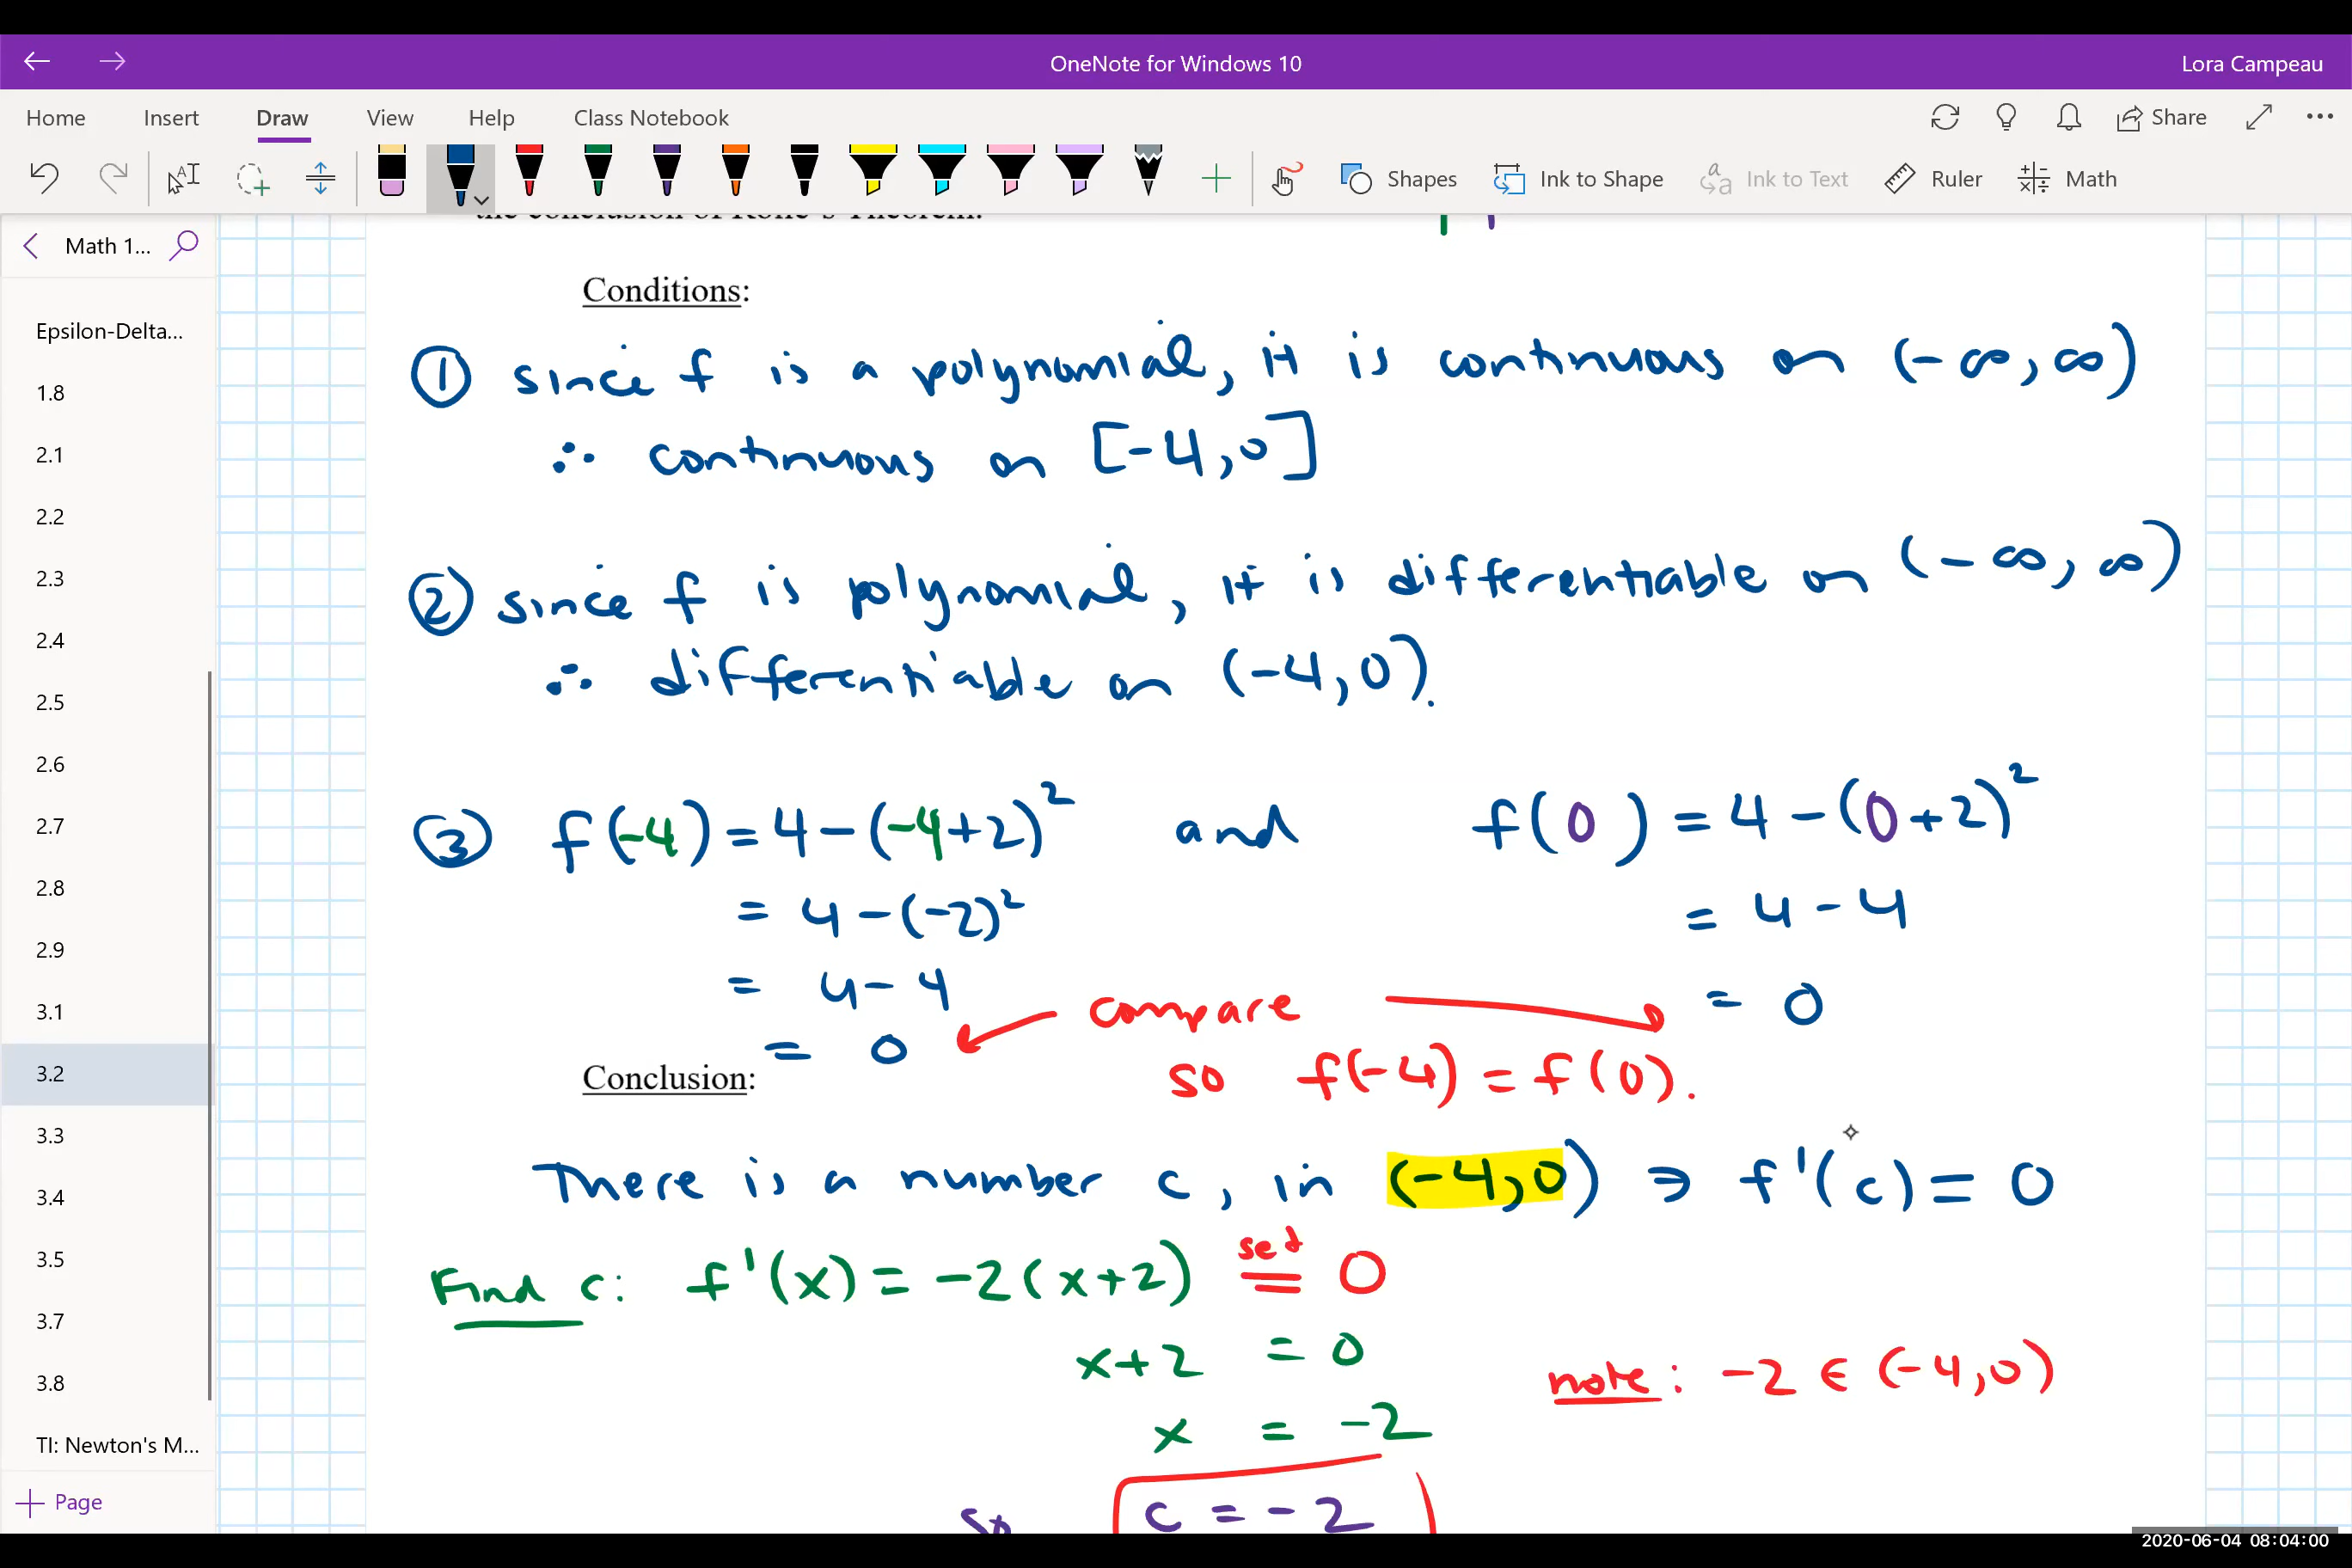 OneNote for Windows 10
Lora Campeau
Home Insert Draw View Help Class Notebook Share
Shapes Ink to Shape Ink to Text Ruler Math
Math 1...
Epsilon-Delta...
1.8
2.1
2.2
2.3
2.4
2.5
2.6
2.7
2.8
2.9
3.1
3.2
3.3
3.4
3.5
3.7
3.8
TI: Newton's M...
+ Page
the conclusion of Rolle's Theorem.
Conditions:
① since f is a polynomial, it is continuous on (-∞, ∞)
∴ continuous on [-4, 0]
② since f is polynomial, it is differentiable on (-∞, ∞)
∴ differentiable on (-4, 0).
③ f(-4) = 4 - (-4+2)² and f(0) = 4 - (0+2)²
= 4 - (-2)² = 4 - 4
= 4 - 4 = 0
= 0 compare
so f(-4) = f(0).
Conclusion:
There is a number c, in (-4, 0) ∋ f'(c) = 0
Find c: f'(x) = -2(x+2) set = 0
x+2 = 0
note: -2 ∈ (-4, 0)
x = -2
so c = -2
2020-06-04 08:04:00